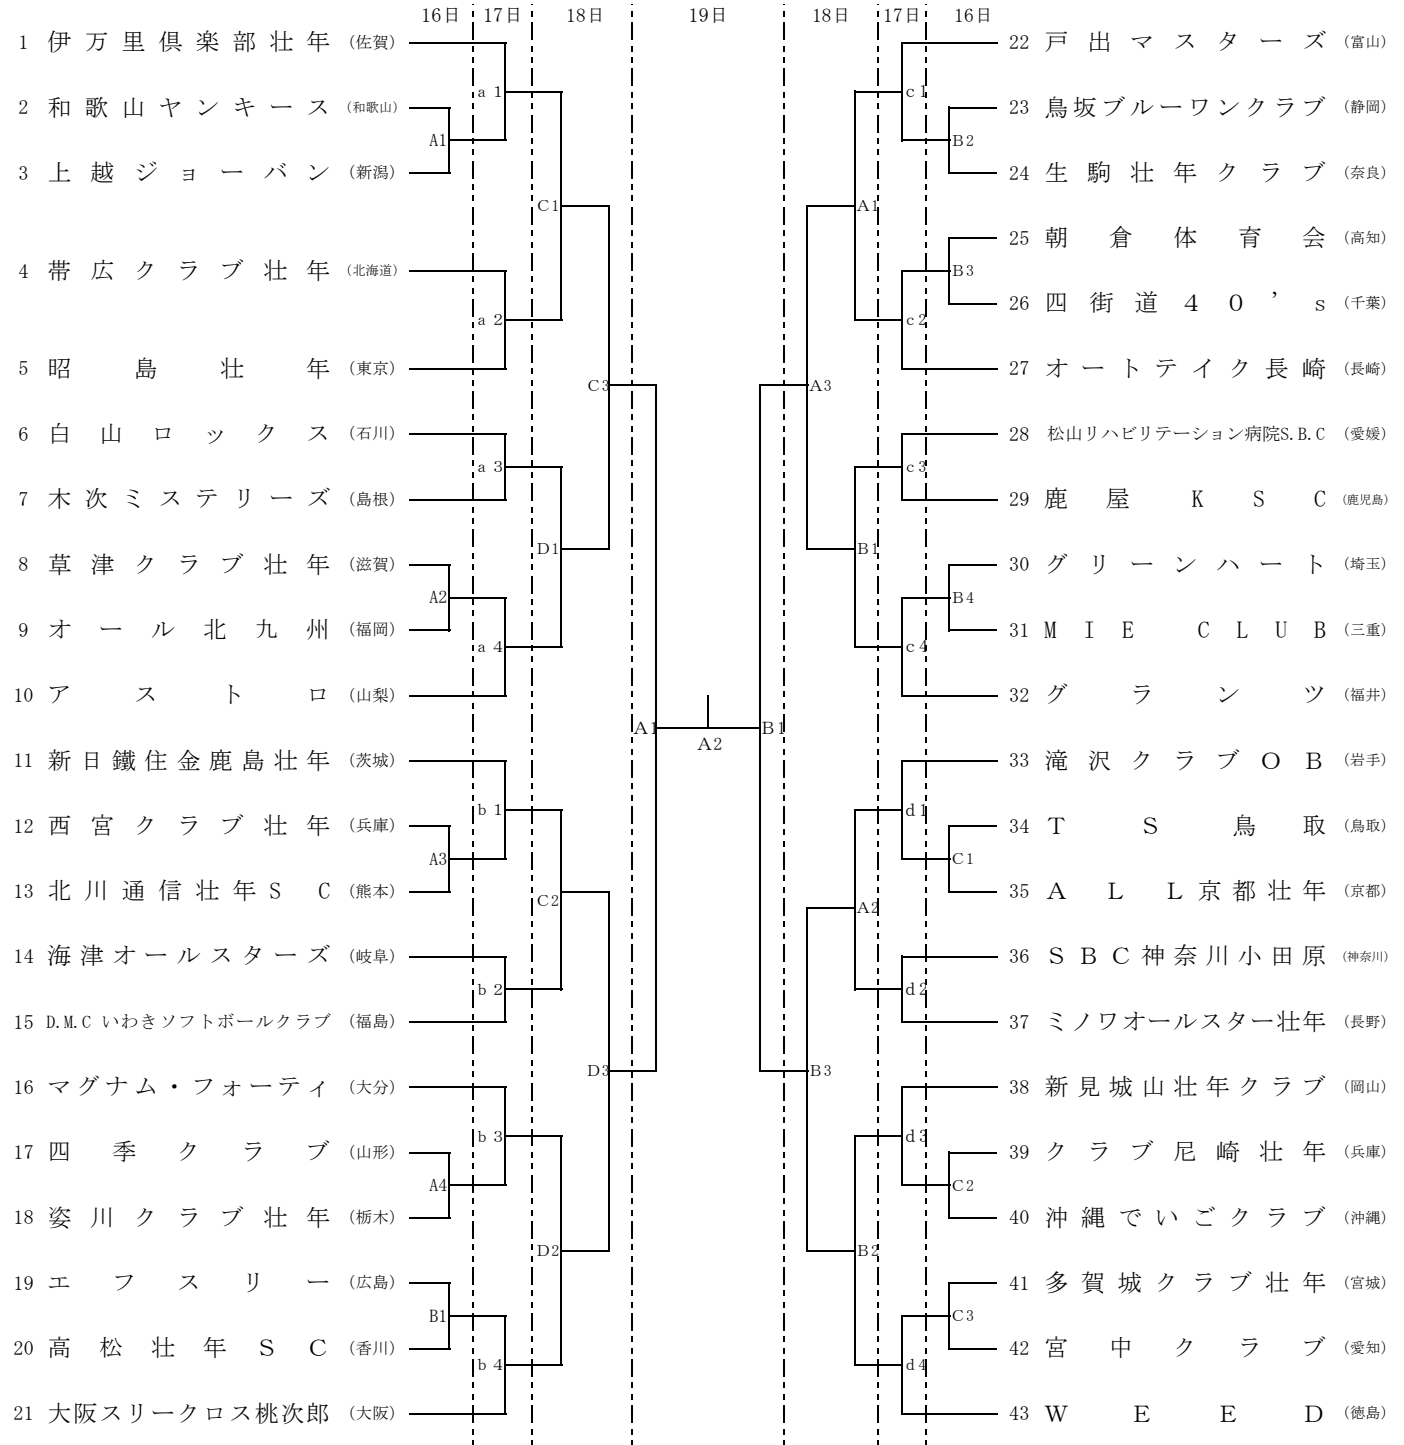 16日 17日 18日 19日 18日 17日 16日
1 伊万里倶楽部壮年 (佐賀)
a1
2 和歌山ヤンキース (和歌山)
A1
3 上越ジョーバン (新潟)
C1
4 帯広クラブ壮年 (北海道)
a2
5 昭島壮年 (東京)
C3
6 白山ロックス (石川)
a3
7 木次ミステリーズ (島根)
D1
8 草津クラブ壮年 (滋賀)
A2
9 オール北九州 (福岡)
a4
10 アストロ (山梨)
A1
A2
B1
11 新日鐵住金鹿島壮年 (茨城)
b1
12 西宮クラブ壮年 (兵庫)
A3
13 北川通信壮年SC (熊本)
C2
14 海津オールスターズ (岐阜)
b2
15 D.M.C いわきソフトボールクラブ (福島)
D3
16 マグナム・フォーティ (大分)
b3
17 四季クラブ (山形)
A4
18 姿川クラブ壮年 (栃木)
D2
19 エフスリー (広島)
B1
20 高松壮年SC (香川)
b4
21 大阪スリークロス桃次郎 (大阪)
22 戸出マスターズ (富山)
c1
23 鳥坂ブルーワンクラブ (静岡)
B2
24 生駒壮年クラブ (奈良)
A1
25 朝倉体育会 (高知)
B3
26 四街道40’s (千葉)
c2
27 オートテイク長崎 (長崎)
A3
28 松山リハビリテーション病院S.B.C (愛媛)
c3
29 鹿屋KSC (鹿児島)
B1
30 グリーンハート (埼玉)
B4
31 MIE CLUB (三重)
c4
32 グランツ (福井)
33 滝沢クラブOB (岩手)
d1
34 TS鳥取 (鳥取)
C1
35 ALL京都壮年 (京都)
A2
36 SBC神奈川小田原 (神奈川)
d2
37 ミノワオールスター壮年 (長野)
B3
38 新見城山壮年クラブ (岡山)
d3
39 クラブ尼崎壮年 (兵庫)
C2
40 沖縄でいごクラブ (沖縄)
B2
41 多賀城クラブ壮年 (宮城)
C3
42 宮中クラブ (愛知)
d4
43 WEED (徳島)